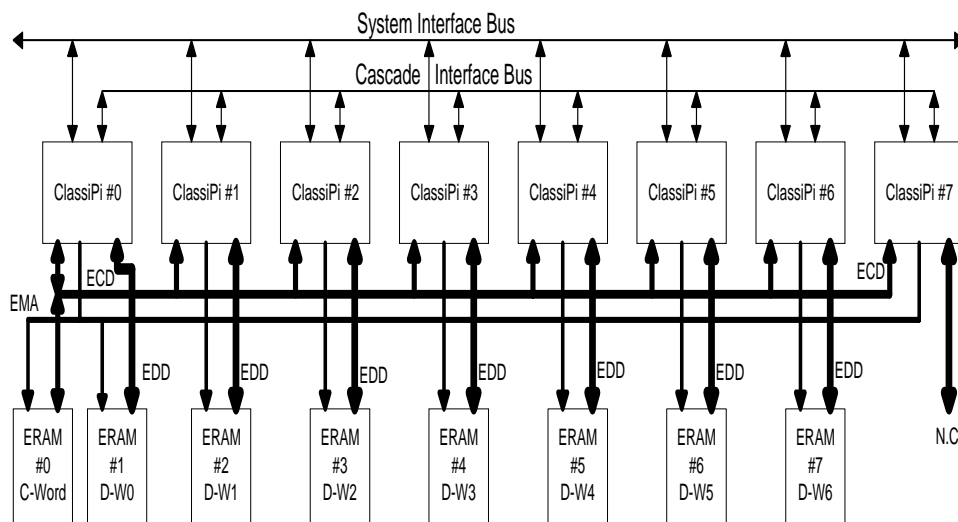 System Interface Bus
Cascade Interface Bus
ClassiPi #0
ClassiPi #1
ClassiPi #2
ClassiPi #3
ClassiPi #4
ClassiPi #5
ClassiPi #6
ClassiPi #7
ECD
ECD
EMA
EDD
EDD
EDD
EDD
EDD
EDD
EDD
ERAM
#0
C-Word
ERAM
#1
D-W0
ERAM
#2
D-W1
ERAM
#3
D-W2
ERAM
#4
D-W3
ERAM
#5
D-W4
ERAM
#6
D-W5
ERAM
#7
D-W6
N.C